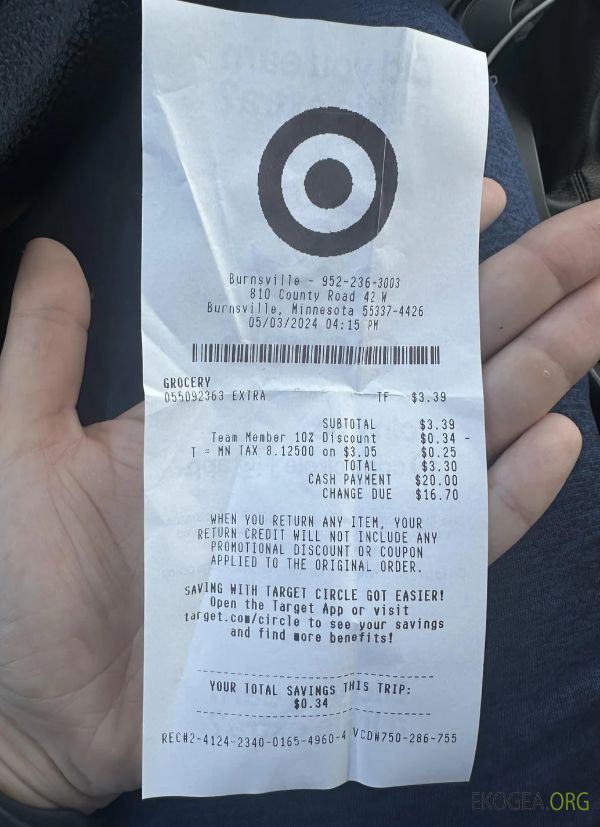 Burnsville - 952-236-3003
810 County Road 42 W
Burnsville, Minnesota 55337-4426
05/03/2024 04:15 PM
GROCERY
055092363 EXTRA TF $3.39
SUBTOTAL $3.39
Team Member 10% Discount $0.34 -
T = MN TAX 8.12500 on $3.05 $0.25
TOTAL $3.30
CASH PAYMENT $20.00
CHANGE DUE $16.70
WHEN YOU RETURN ANY ITEM, YOUR
RETURN CREDIT WILL NOT INCLUDE ANY
PROMOTIONAL DISCOUNT OR COUPON
APPLIED TO THE ORIGINAL ORDER.
SAVING WITH TARGET CIRCLE GOT EASIER!
Open the Target App or visit
target.com/circle to see your savings
and find more benefits!
YOUR TOTAL SAVINGS THIS TRIP:
$0.34
REC#2-4124-2340-0165-4960-4 VCD#750-286-755
EKOGEA.ORG